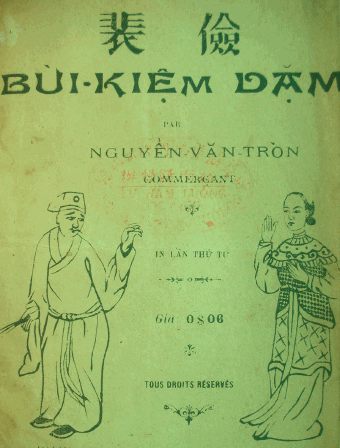 裴 儉
BÙI-KIỆM DẶM
PAR
NGUYỄN-VĂN-TRÒN
COMMERÇANT
IN LẦN THỨ TƯ
Giá 0$06
TOUS DROITS RÉSERVÉS